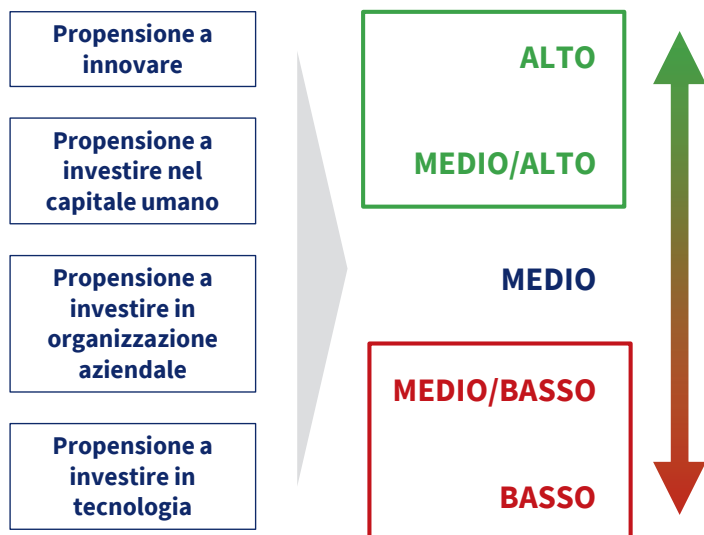 Propensione a
innovare
Propensione a
investire nel
capitale umano
Propensione a
investire in
organizzazione
aziendale
Propensione a
investire in
tecnologia
ALTO
MEDIO/ALTO
MEDIO
MEDIO/BASSO
BASSO